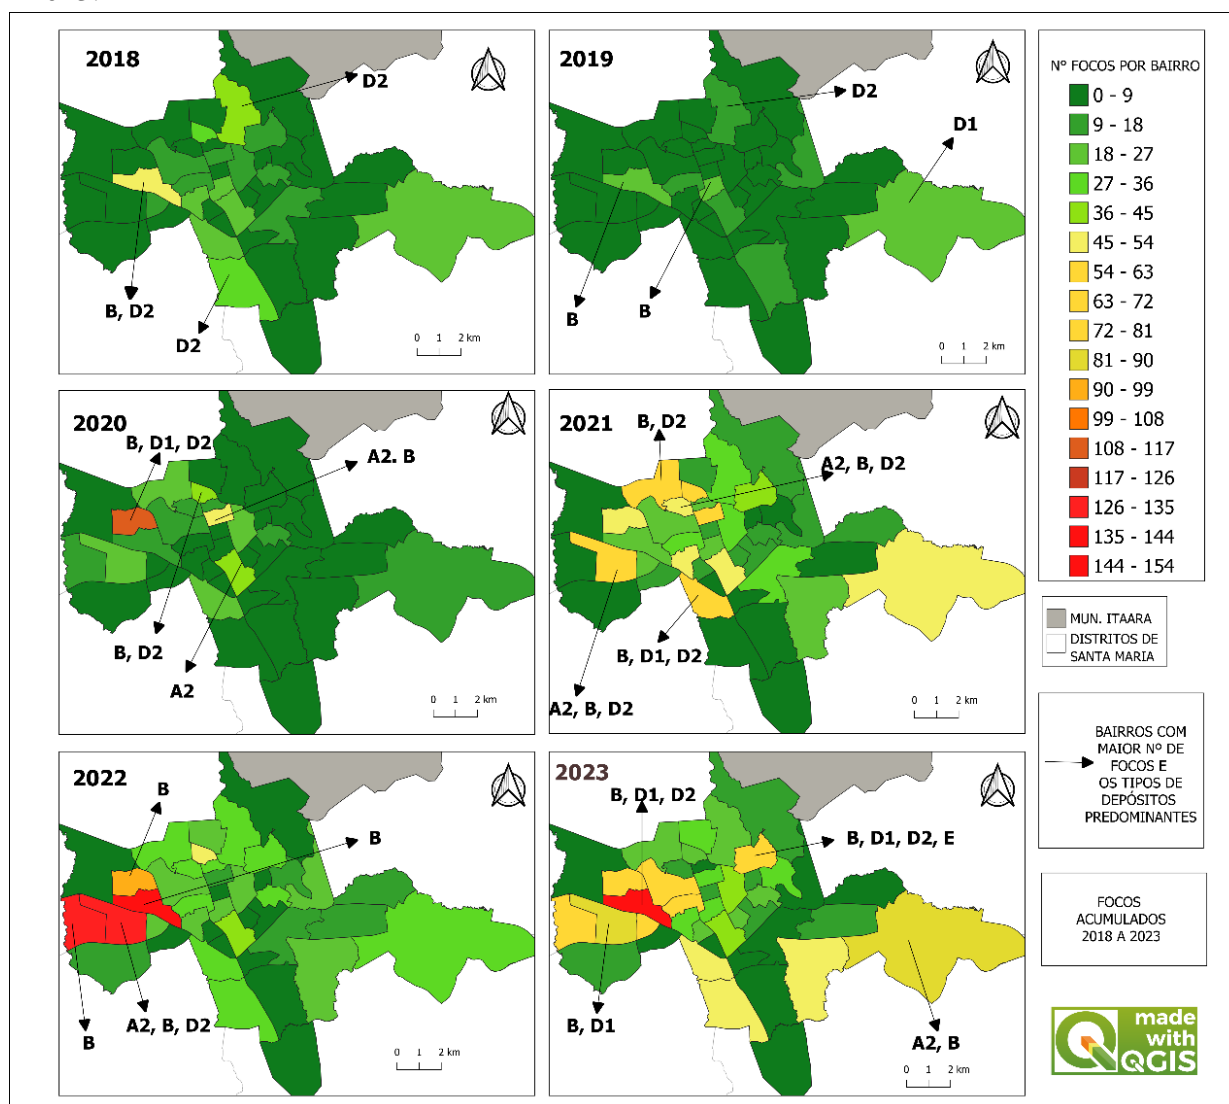 2018
D2
B, D2
D2
0 1 2 km
2019
D2
D1
B
B
0 1 2 km
2020
B, D1, D2
A2. B
B, D2
A2
0 1 2 km
2021
B, D2
A2, B, D2
B, D1, D2
A2, B, D2
0 1 2 km
2022
B
B
B
A2, B, D2
0 1 2 km
2023
B, D1, D2
B, D1, D2, E
B, D1
A2, B
0 1 2 km
Nº FOCOS POR BAIRRO
0 - 9
9 - 18
18 - 27
27 - 36
36 - 45
45 - 54
54 - 63
63 - 72
72 - 81
81 - 90
90 - 99
99 - 108
108 - 117
117 - 126
126 - 135
135 - 144
144 - 154
MUN. ITAARA
DISTRITOS DE
SANTA MARIA
BAIRROS COM
MAIOR Nº DE
FOCOS E
OS TIPOS DE
DEPÓSITOS
PREDOMINANTES
FOCOS
ACUMULADOS
2018 A 2023
made
with
QGIS